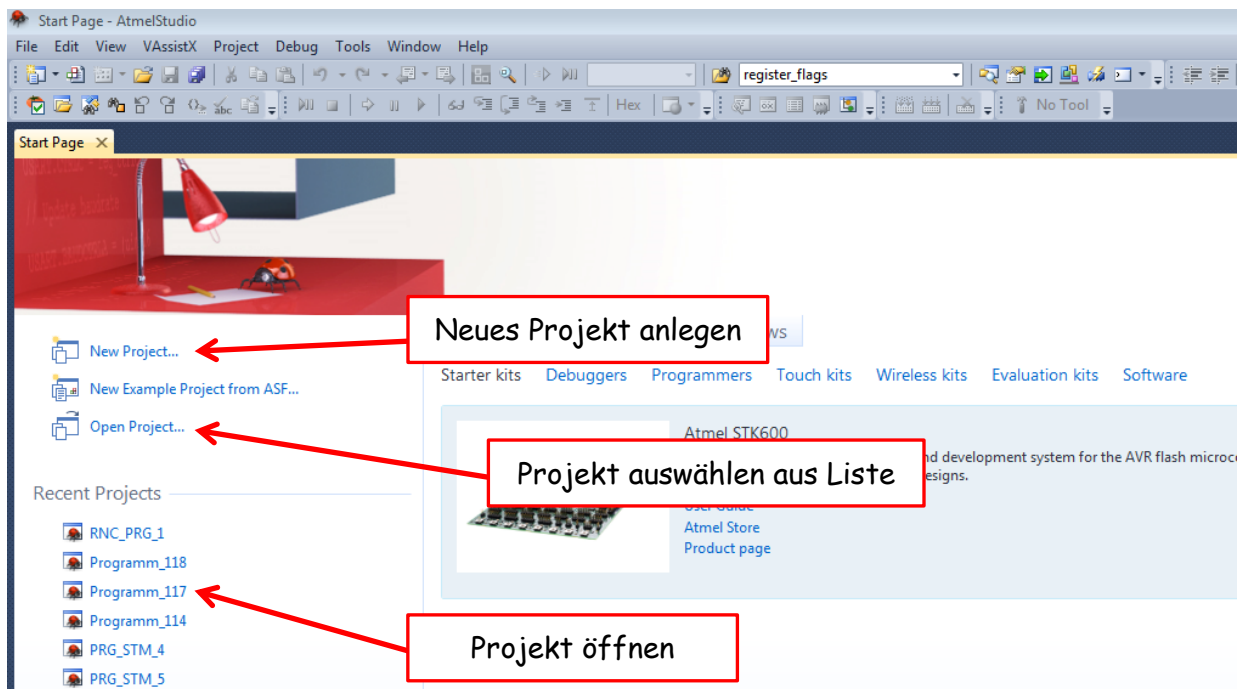 Start Page - AtmelStudio
File Edit View VAssistX Project Debug Tools Window Help
register_flags
Hex
No Tool
Start Page
Neues Projekt anlegen
New Project...
Starter kits Debuggers Programmers Touch kits Wireless kits Evaluation kits Software
New Example Project from ASF...
Open Project...
Atmel STK600
Projekt auswählen aus Liste
development system for the AVR flash
User Guide
Atmel Store
Product page
Recent Projects
RNC_PRG_1
Programm_118
Programm_117
Programm_114
PRG_STM_4
PRG_STM_5
Projekt öffnen